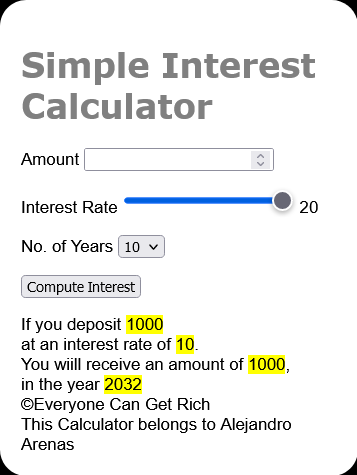 Simple Interest
Calculator
Amount
Interest Rate 20
No. of Years 10
Compute Interest
If you deposit 1000
at an interest rate of 10.
You wiill receive an amount of 1000,
in the year 2032
©Everyone Can Get Rich
This Calculator belongs to Alejandro
Arenas